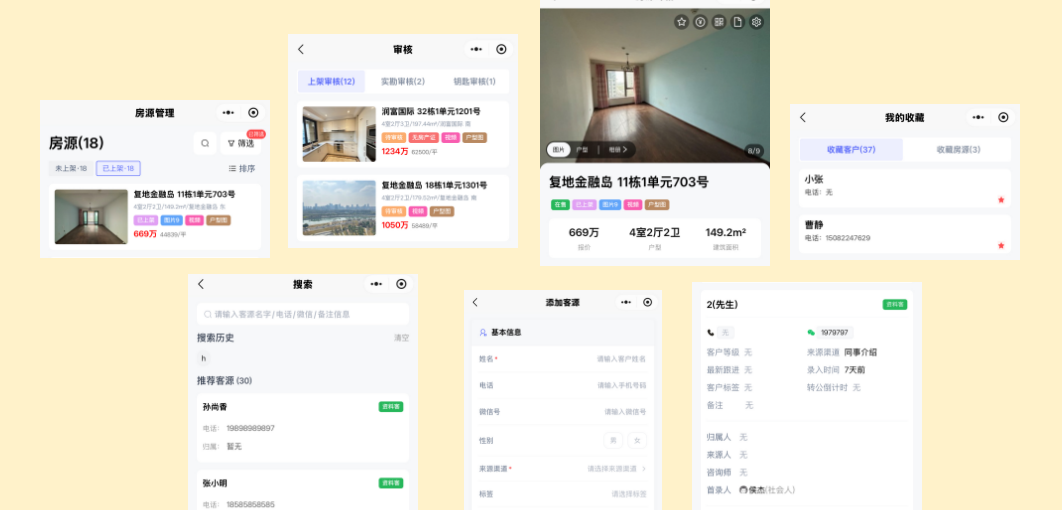 房源管理
房源(18)
已筛选
筛选
未上架·18
已上架·18
排序
复地金融岛 11栋1单元703号
4室2厅2卫/149.2m²/复地金融岛 东
已上架
图片9
视频
户型图
669万
44839/平
审核
上架审核(12)
实勘审核(2)
钥匙审核(1)
润富国际 32栋1单元1201号
4室2厅3卫/197.44m²/润富国际 南
待审核
无房产证
视频
户型图
1234万
62500/平
复地金融岛 18栋1单元1301号
4室2厅2卫/179.53m²/复地金融岛 南
待审核
视频
户型图
1050万
58489/平
图片
户型
相册
8/9
复地金融岛 11栋1单元703号
在售
已上架
图片9
视频
户型图
669万
4室2厅2卫
149.2m²
报价
户型
建筑面积
我的收藏
收藏客户(37)
收藏房源(3)
小张
电话: 无
曹静
电话: 15082247629
搜索
请输入客源名字/电话/微信/备注信息
搜索历史
清空
h
推荐客源 (30)
孙尚香
资料客
电话: 19898989897
归属: 暂无
张小明
资料客
电话: 18585858585
添加客源
基本信息
姓名*
请输入客户姓名
电话
请输入手机号码
微信号
请输入微信号
性别
男
女
来源渠道*
请选择来源渠道
标签
请选择标签
2(先生)
资料客
无
1979797
客户等级 无
来源渠道 同事介绍
最新跟进 无
录入时间 7天前
客户标签 无
转公倒计时 无
备注 无
归属人 无
来源人 无
咨询师 无
首录人 侯杰(社会人)